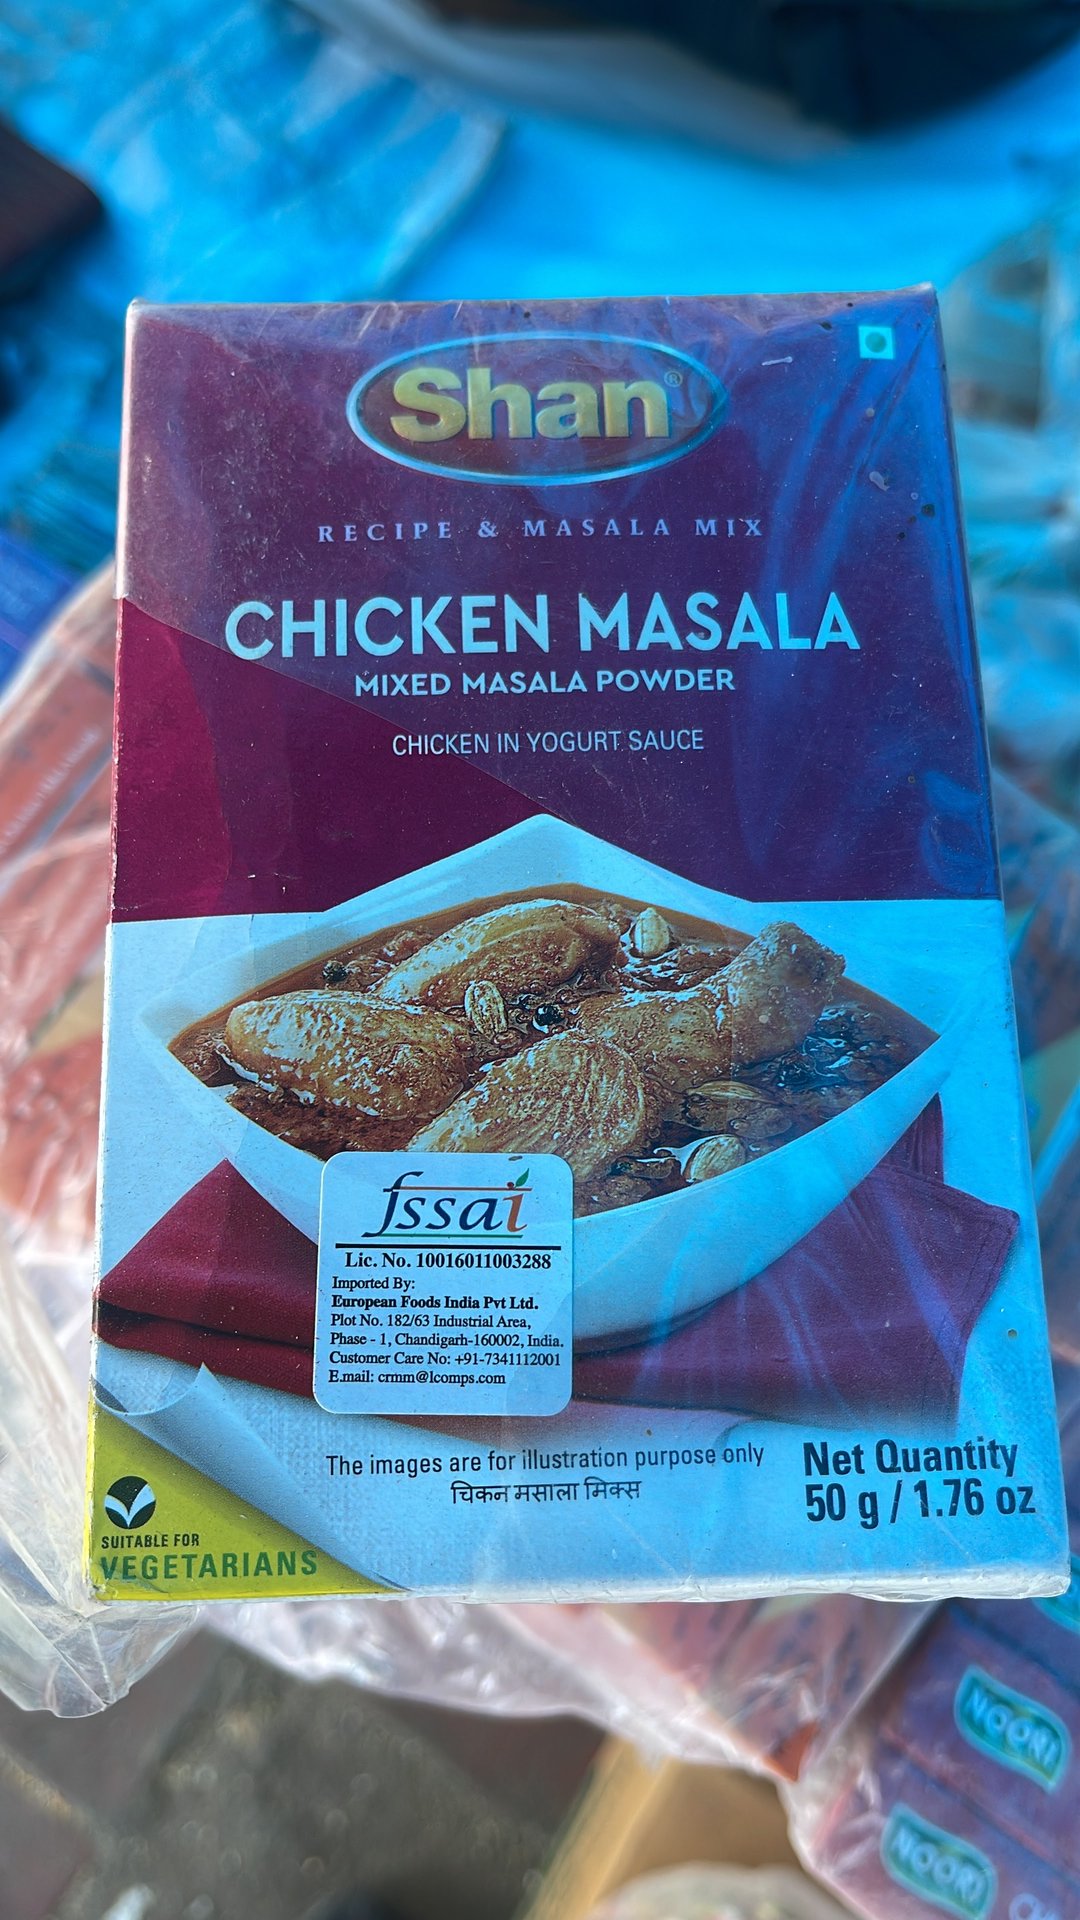 Shan®
RECIPE & MASALA MIX
CHICKEN MASALA
MIXED MASALA POWDER
CHICKEN IN YOGURT SAUCE
fssai
Lic. No. 10016011003288
Imported By:
European Foods India Pvt Ltd.
Plot No. 182/63 Industrial Area,
Phase - 1, Chandigarh-160002, India.
Customer Care No: +91-7341112001
E.mail: crmm@lcomps.com
The images are for illustration purpose only
चिकन मसाला मिक्स
Net Quantity
50 g / 1.76 oz
SUITABLE FOR
VEGETARIANS
NOORI
NOORI